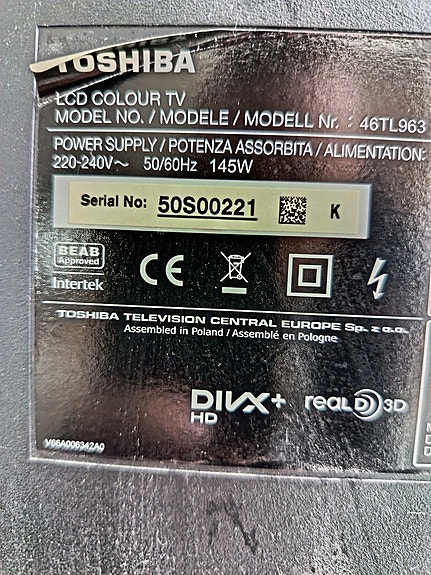 TOSHIBA
LCD COLOUR TV
MODEL NO. / MODELE / MODELL Nr. : 46TL963
POWER SUPPLY / POTENZA ASSORBITA / ALIMENTATION:
220-240V~ 50/60Hz 145W
Serial No: 50S00221 K
BEAB
Approved
Intertek
CE
TOSHIBA TELEVISION CENTRAL EUROPE Sp. z o.o.
Assembled in Poland / Assemblé en Pologne
DIVX+
HD
REALD 3D
V66A006342A0